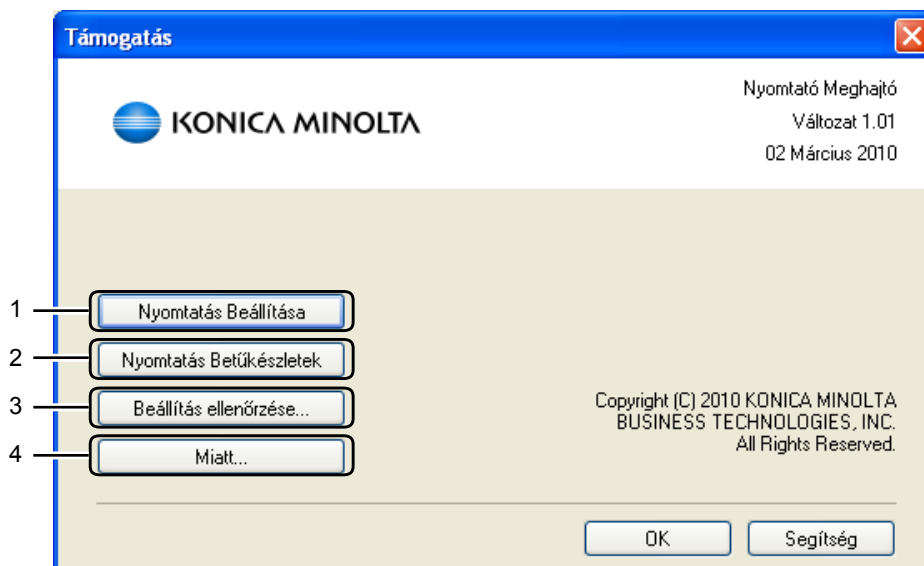 Támogatás
KONICA MINOLTA
Nyomtató Meghajtó
Változat 1.01
02 Március 2010
1 Nyomtatás Beállítása
2 Nyomtatás Betűkészletek
3 Beállítás ellenőrzése...
4 Miatt...
Copyright (C) 2010 KONICA MINOLTA
BUSINESS TECHNOLOGIES, INC.
All Rights Reserved.
OK Segítség